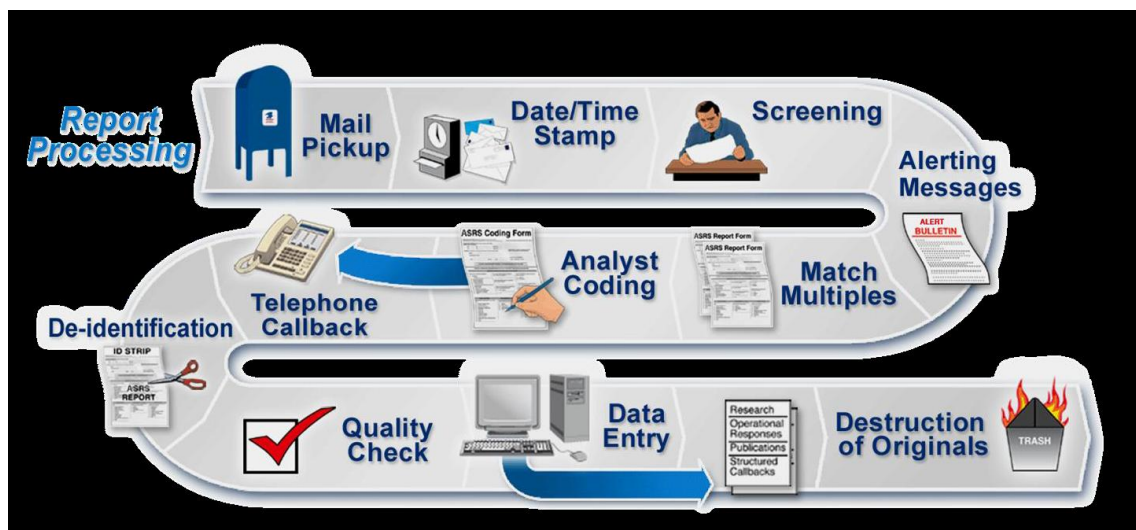 Report
Processing
Mail
Pickup
Date/Time
Stamp
Screening
Alerting
Messages
ALERT
BULLETIN
ASRS Report Form
ASRS Report Form
Match
Multiples
ASRS Coding Form
Analyst
Coding
Telephone
Callback
De-identification
ID STRIP
ASRS
REPORT
Quality
Check
Data
Entry
Research
Operational
Responses
Publications
Structured
Callbacks
Destruction
of Originals
TRASH